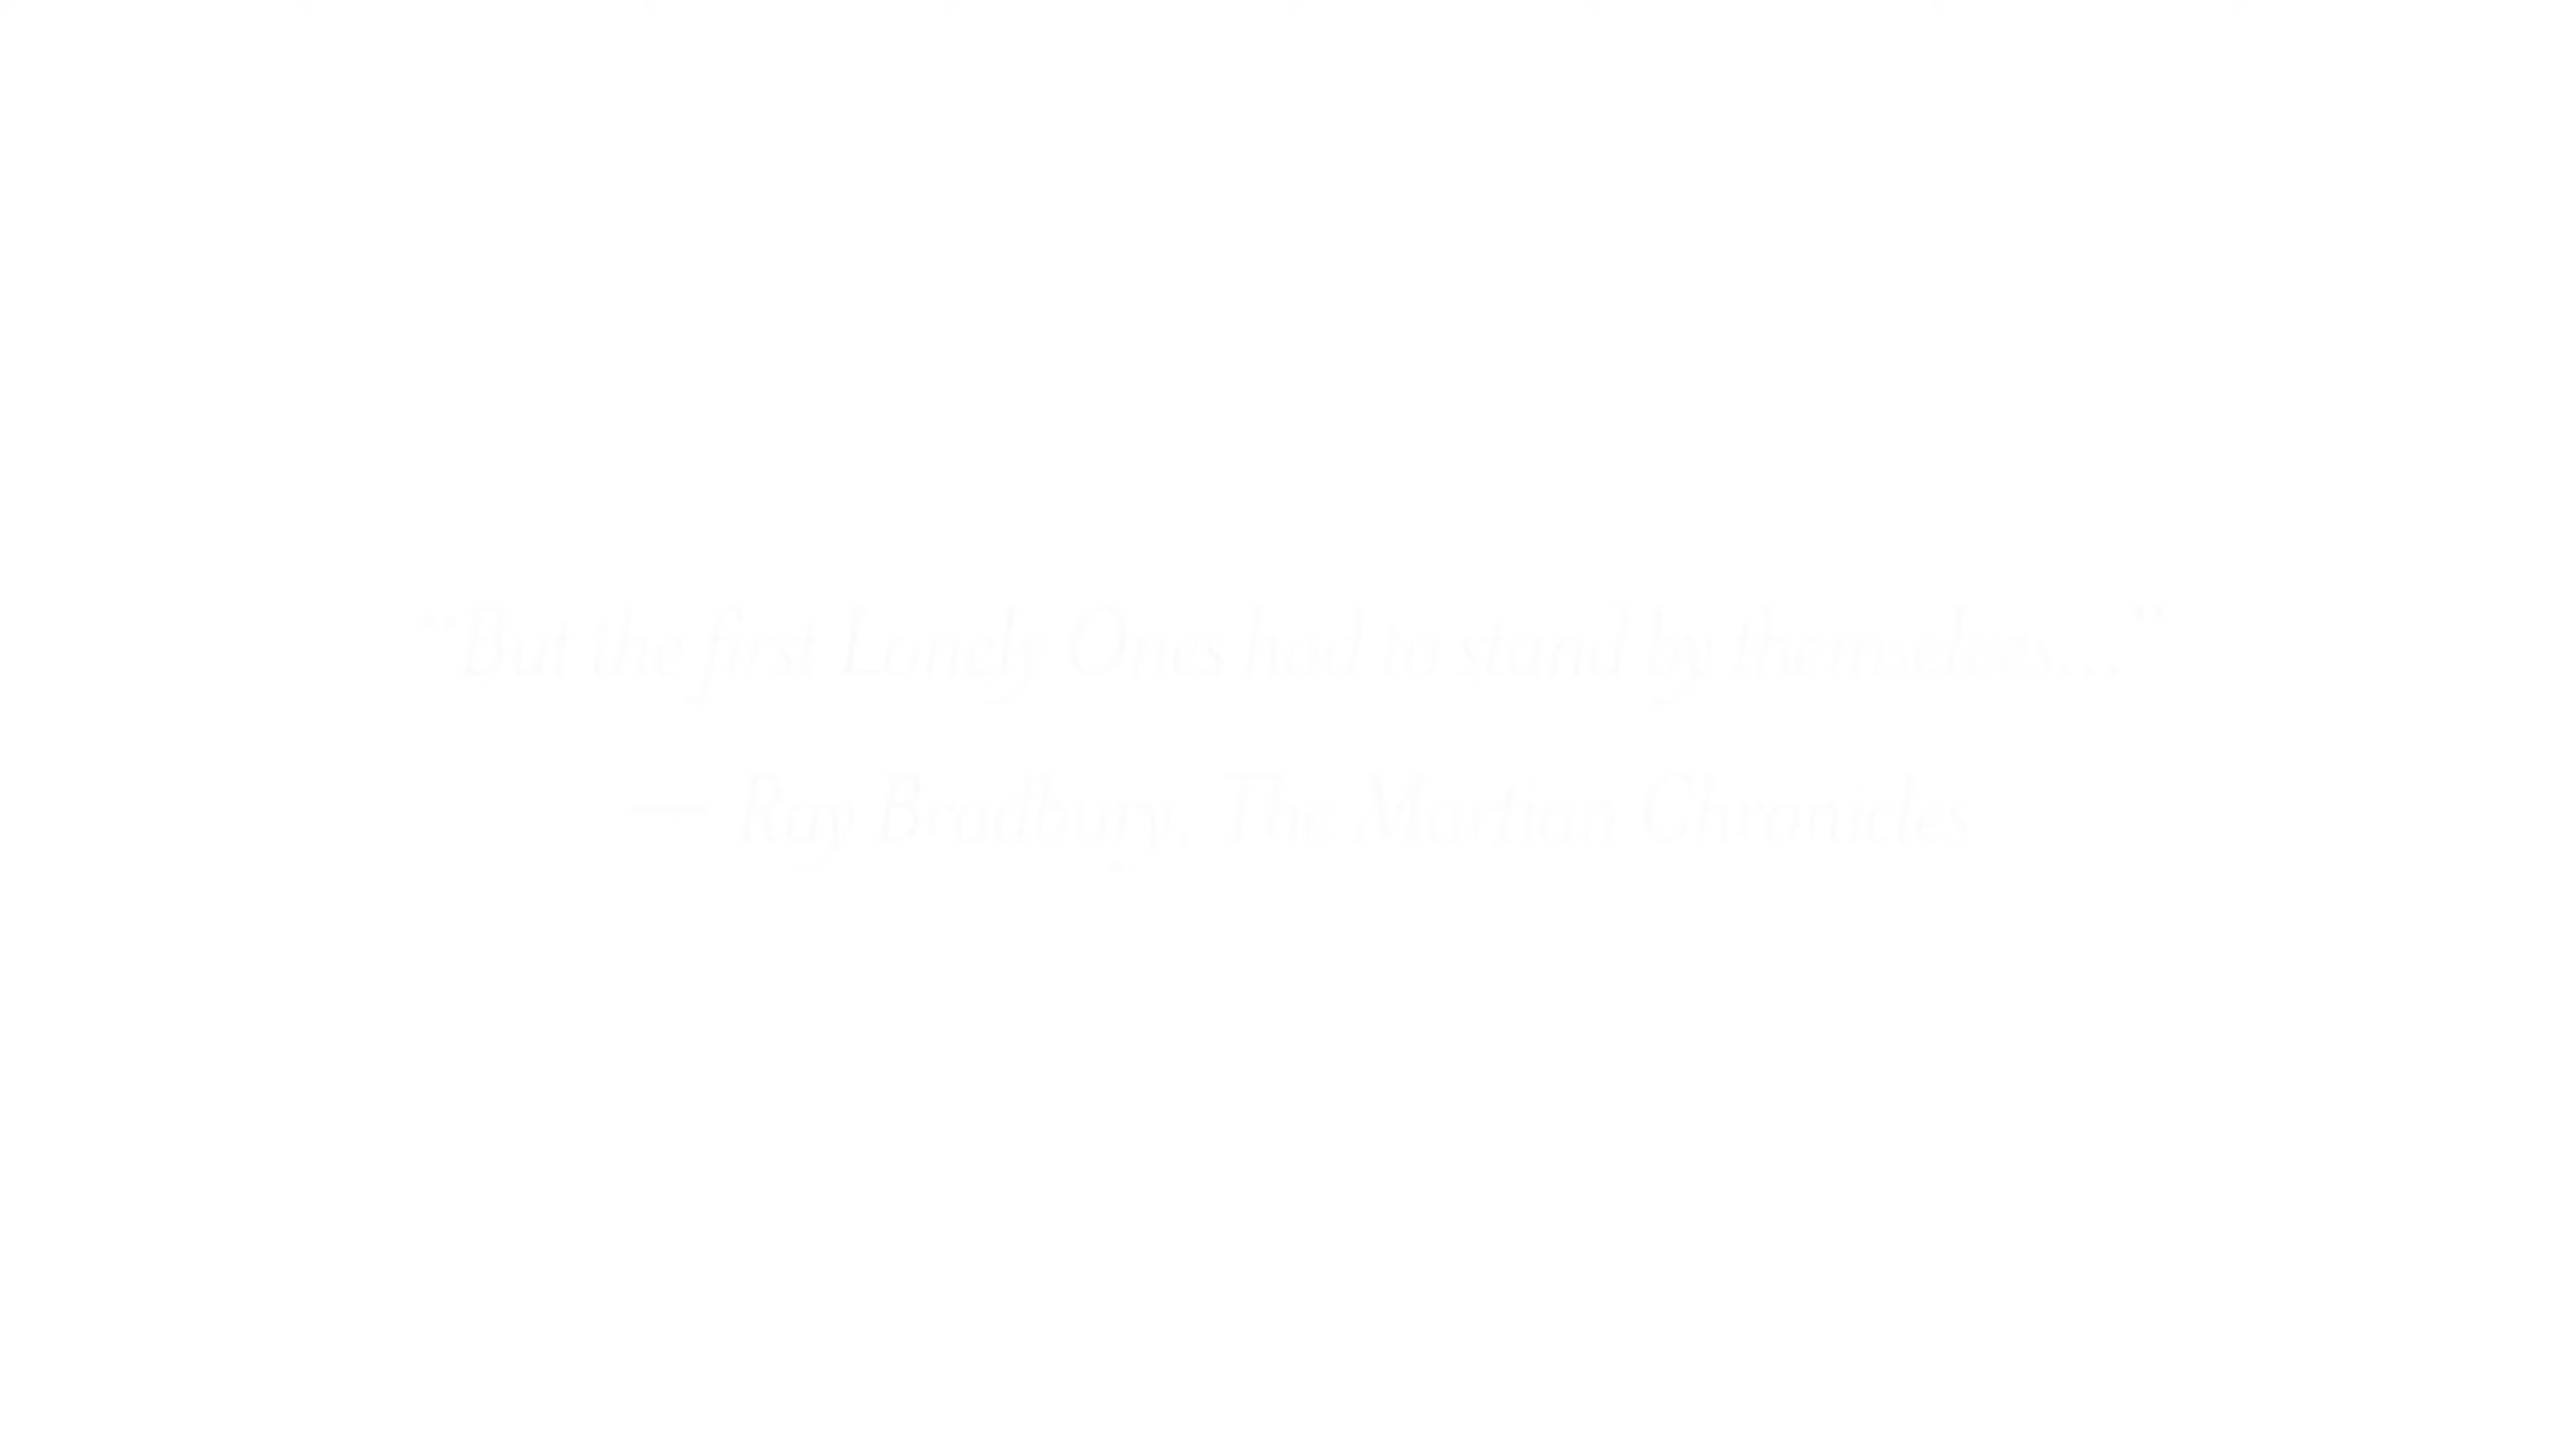 “But the first Lonely Ones had to stand by themselves…”
— Ray Bradbury, The Martian Chronicles